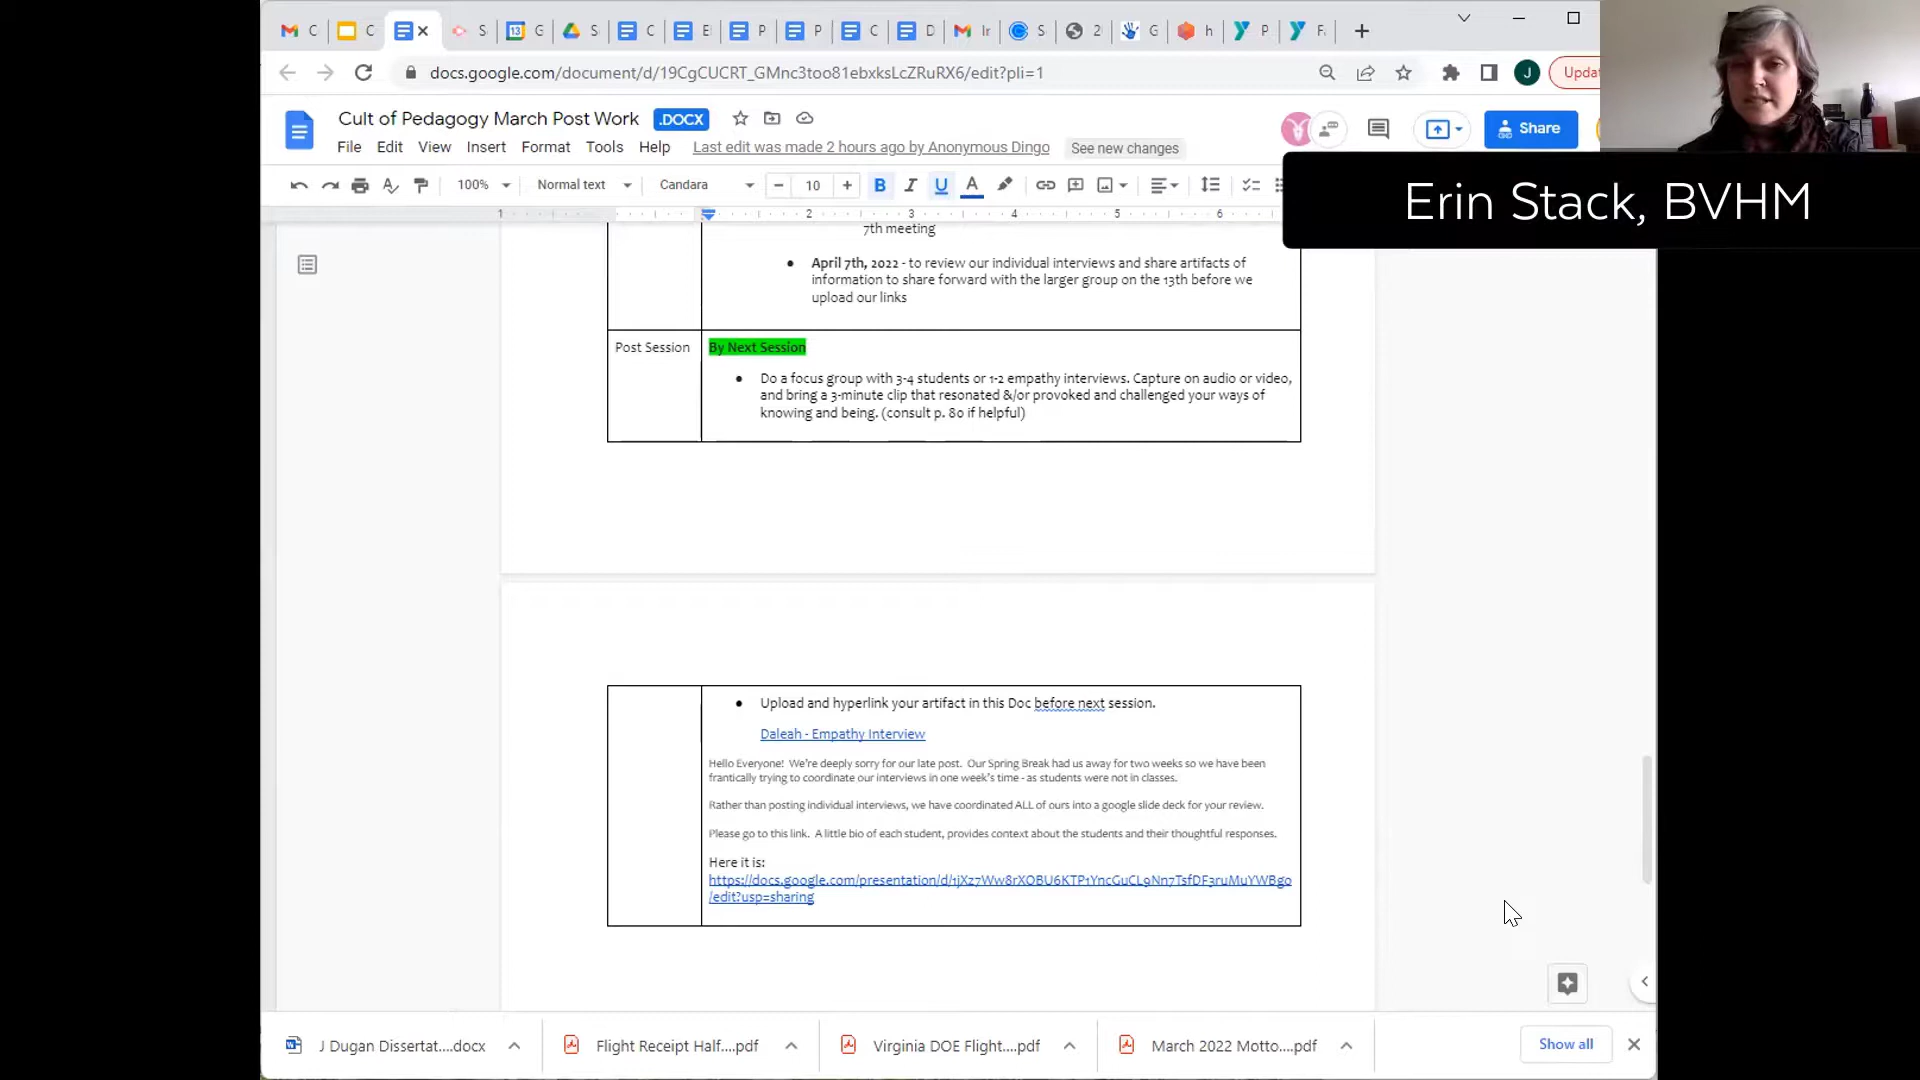 C
C
S
G
S
C
E
P
P
C
D
Ir
S
2
G
h
P
F
docs.google.com/document/d/19CgCUCRT_GMnc3too81ebxksLcZRuRX6/edit?pli=1
J
Upda
Cult of Pedagogy March Post Work
.DOCX
Share
File Edit View Insert Format Tools Help
Last edit was made 2 hours ago by Anonymous Dingo
See new changes
100%
Normal text
Candara
10
B
I
U
A
Erin Stack, BVHM
1 2 3 4 5 6
7th meeting
• April 7th, 2022 - to review our individual interviews and share artifacts of
information to share forward with the larger group on the 13th before we
upload our links
Post Session
By Next Session
• Do a focus group with 3-4 students or 1-2 empathy interviews. Capture on audio or video,
and bring a 3-minute clip that resonated &/or provoked and challenged your ways of
knowing and being. (consult p. 80 if helpful)
• Upload and hyperlink your artifact in this Doc before next session.
Daleah - Empathy Interview
Hello Everyone! We're deeply sorry for our late post. Our Spring Break had us away for two weeks so we have been
frantically trying to coordinate our interviews in one week's time - as students were not in classes.
Rather than posting individual interviews, we have coordinated ALL of ours into a google slide deck for your review.
Please go to this link. A little bio of each student, provides context about the students and their thoughtful responses.
Here it is:
https://docs.google.com/presentation/d/1jXz7Ww8rXOBU6KTP1YncGuCL9Nn7TsfDF3ruMuYWBgo
/edit?usp=sharing
J Dugan Dissertat....docx
Flight Receipt Half....pdf
Virginia DOE Flight....pdf
March 2022 Motto....pdf
Show all